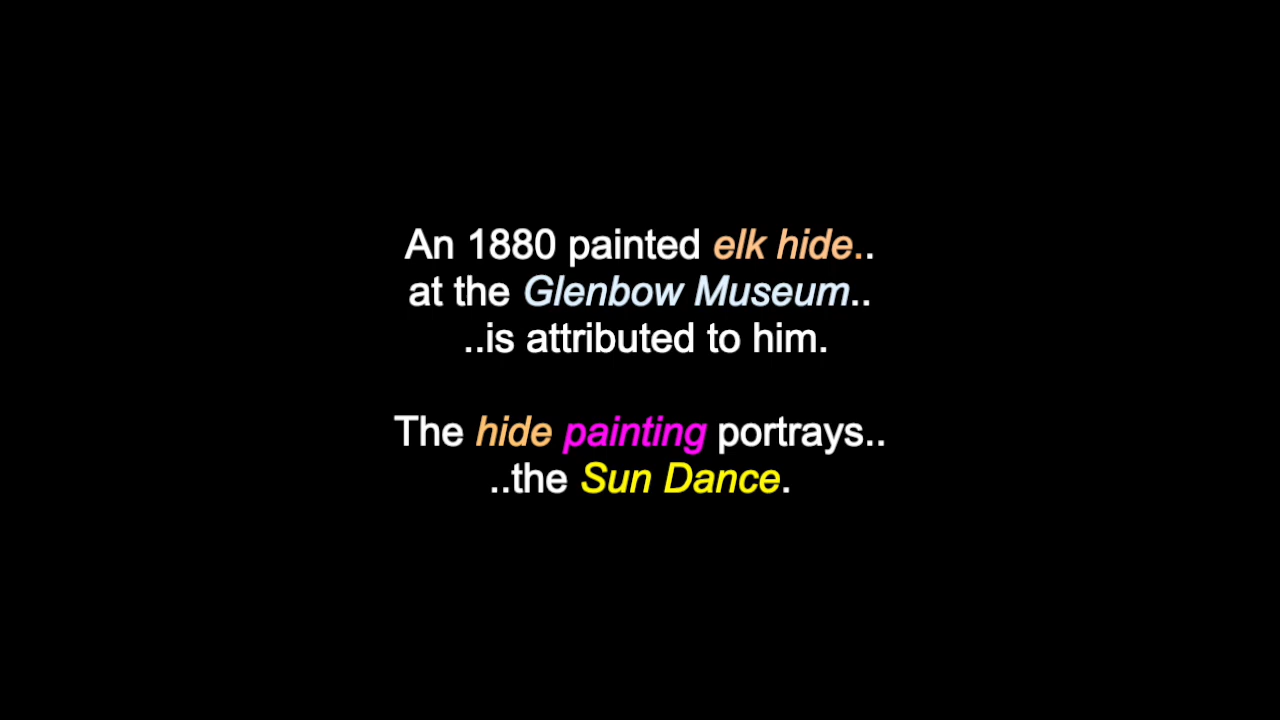 An 1880 painted elk hide..
at the Glenbow Museum..
..is attributed to him.
The hide painting portrays..
..the Sun Dance.